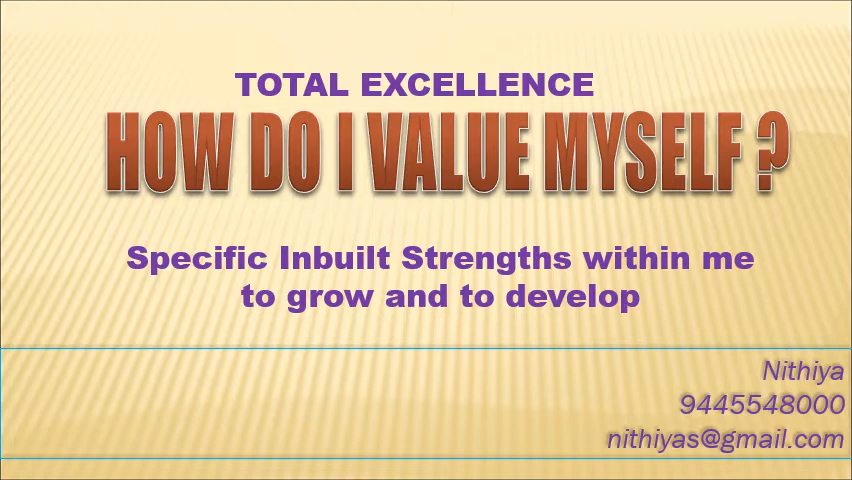 TOTAL EXCELLENCE
HOW DO I VALUE MYSELF ?
Specific Inbuilt Strengths within me
to grow and to develop
Nithiya
9445548000
nithiyas@gmail.com